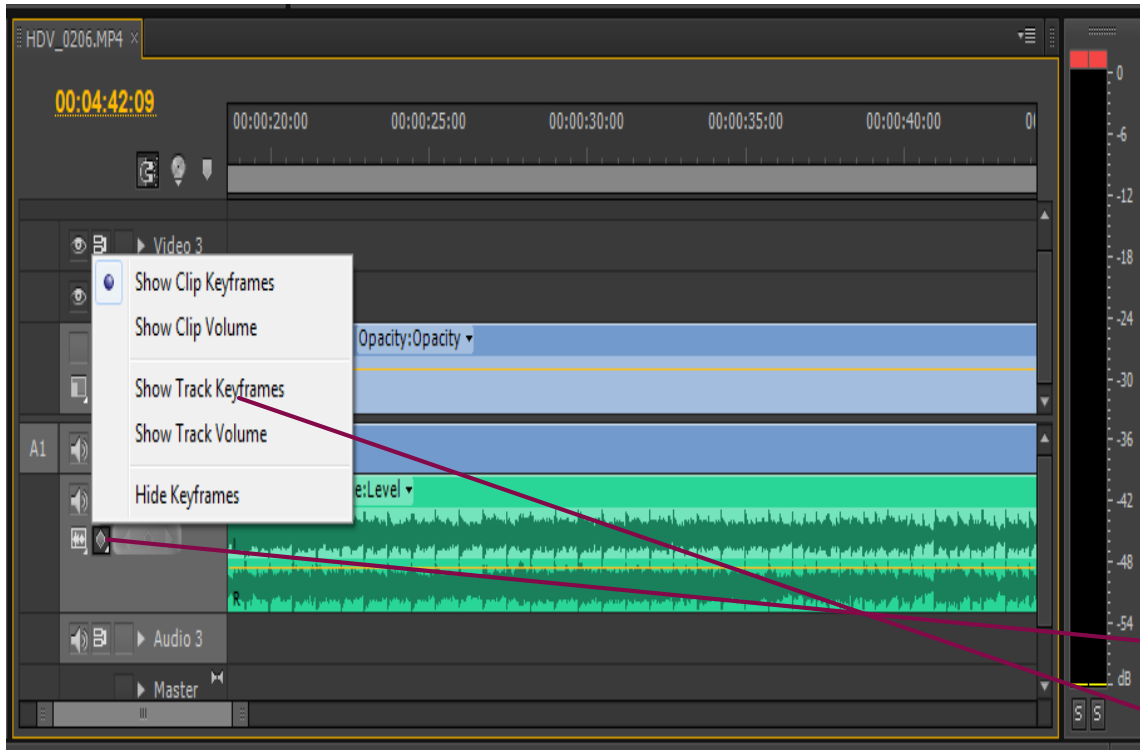 HDV_0206.MP4 ×
00:04:42:09
00:00:20:00 00:00:25:00 00:00:30:00 00:00:35:00 00:00:40:00
Video 3
Show Clip Keyframes
Show Clip Volume
Show Track Keyframes
Show Track Volume
Hide Keyframes
Opacity:Opacity
A1
e:Level
L
R
Audio 3
Master
0
-6
-12
-18
-24
-30
-36
-42
-48
-54
dB
S S